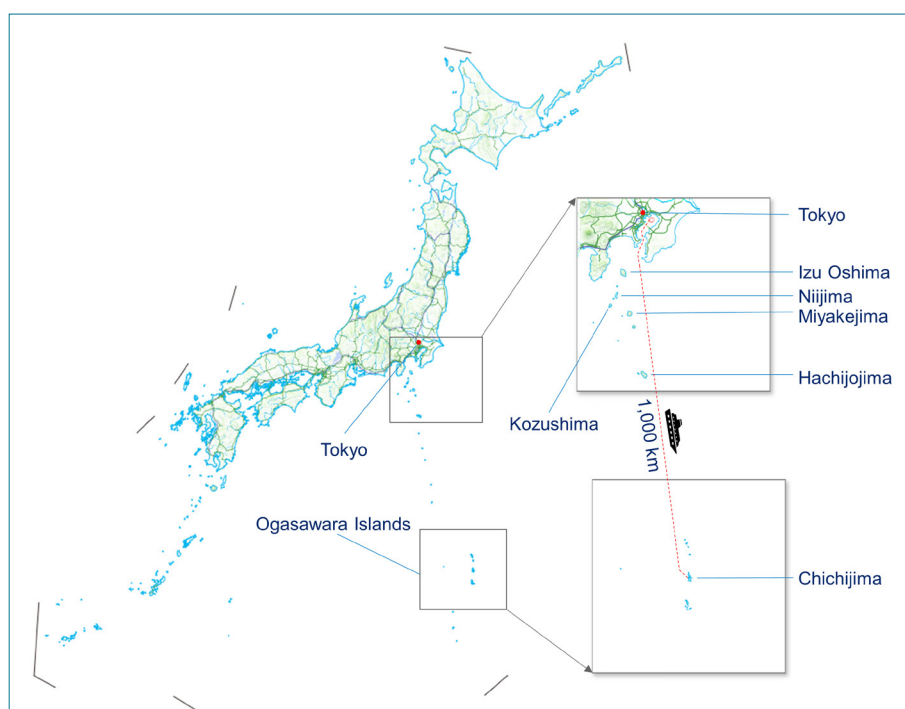 Tokyo
Izu Oshima
Niijima
Miyakejima
Hachijojima
Kozushima
1,000 km
Tokyo
Ogasawara Islands
Chichijima